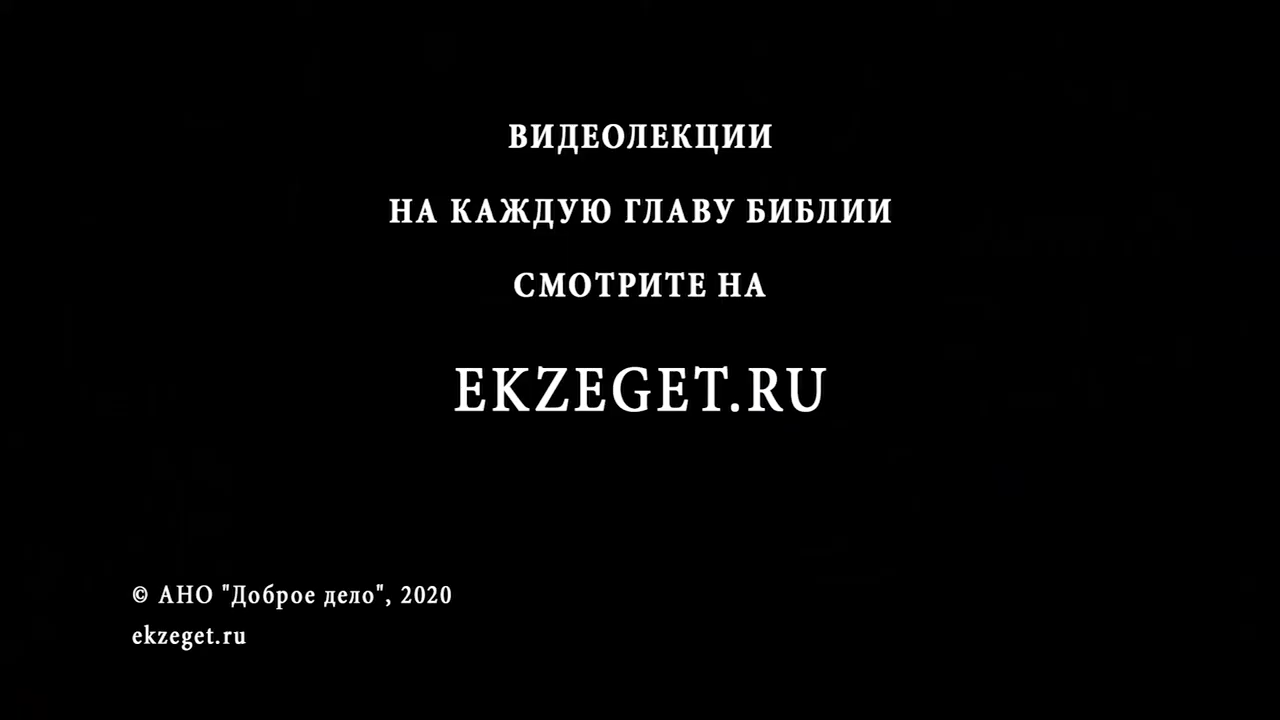 ВИДЕОЛЕКЦИИ
НА КАЖДУЮ ГЛАВУ БИБЛИИ
СМОТРИТЕ НА
EKZEGET.RU
© АНО "Доброе дело", 2020
ekzeget.ru